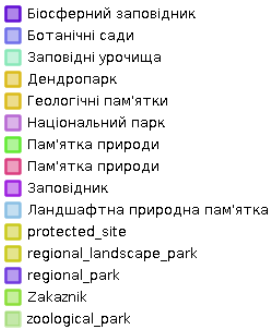 Біосферний заповідник
Ботанічні сади
Заповідні урочища
Дендропарк
Геологічні пам'ятки
Національний парк
Пам'ятка природи
Пам'ятка природи
Заповідник
Ландшафтна природна пам'ятка
protected_site
regional_landscape_park
regional_park
Zakaznik
zoological_park